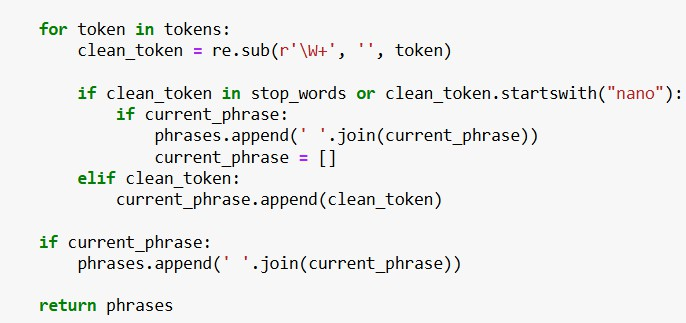 for token in tokens:
    clean_token = re.sub(r'\W+', '', token)

    if clean_token in stop_words or clean_token.startswith("nano"):
        if current_phrase:
            phrases.append(' '.join(current_phrase))
            current_phrase = []
    elif clean_token:
        current_phrase.append(clean_token)

if current_phrase:
    phrases.append(' '.join(current_phrase))

return phrases